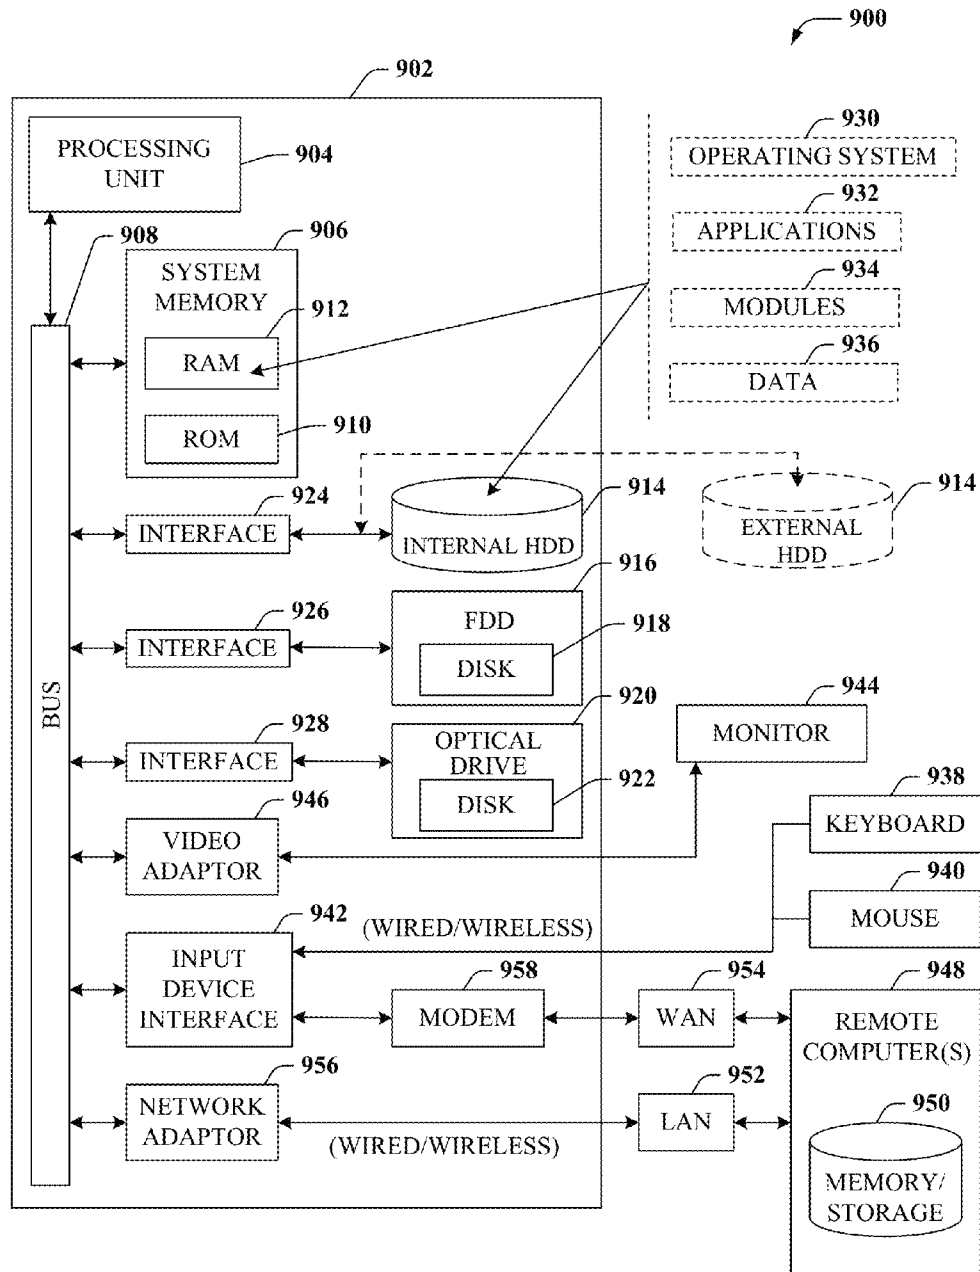 900
902
PROCESSING
UNIT
904
930
OPERATING SYSTEM
908
906
SYSTEM
MEMORY
932
APPLICATIONS
912
RAM
934
MODULES
936
DATA
ROM
910
924
INTERFACE
INTERNAL HDD
914
EXTERNAL
HDD
914
916
FDD
926
INTERFACE
918
DISK
BUS
920
OPTICAL
DRIVE
928
INTERFACE
922
DISK
944
MONITOR
946
VIDEO
ADAPTOR
938
KEYBOARD
940
MOUSE
942
INPUT
DEVICE
INTERFACE
(WIRED/WIRELESS)
958
MODEM
954
WAN
948
REMOTE
COMPUTER(S)
956
NETWORK
ADAPTOR
(WIRED/WIRELESS)
952
LAN
950
MEMORY/
STORAGE